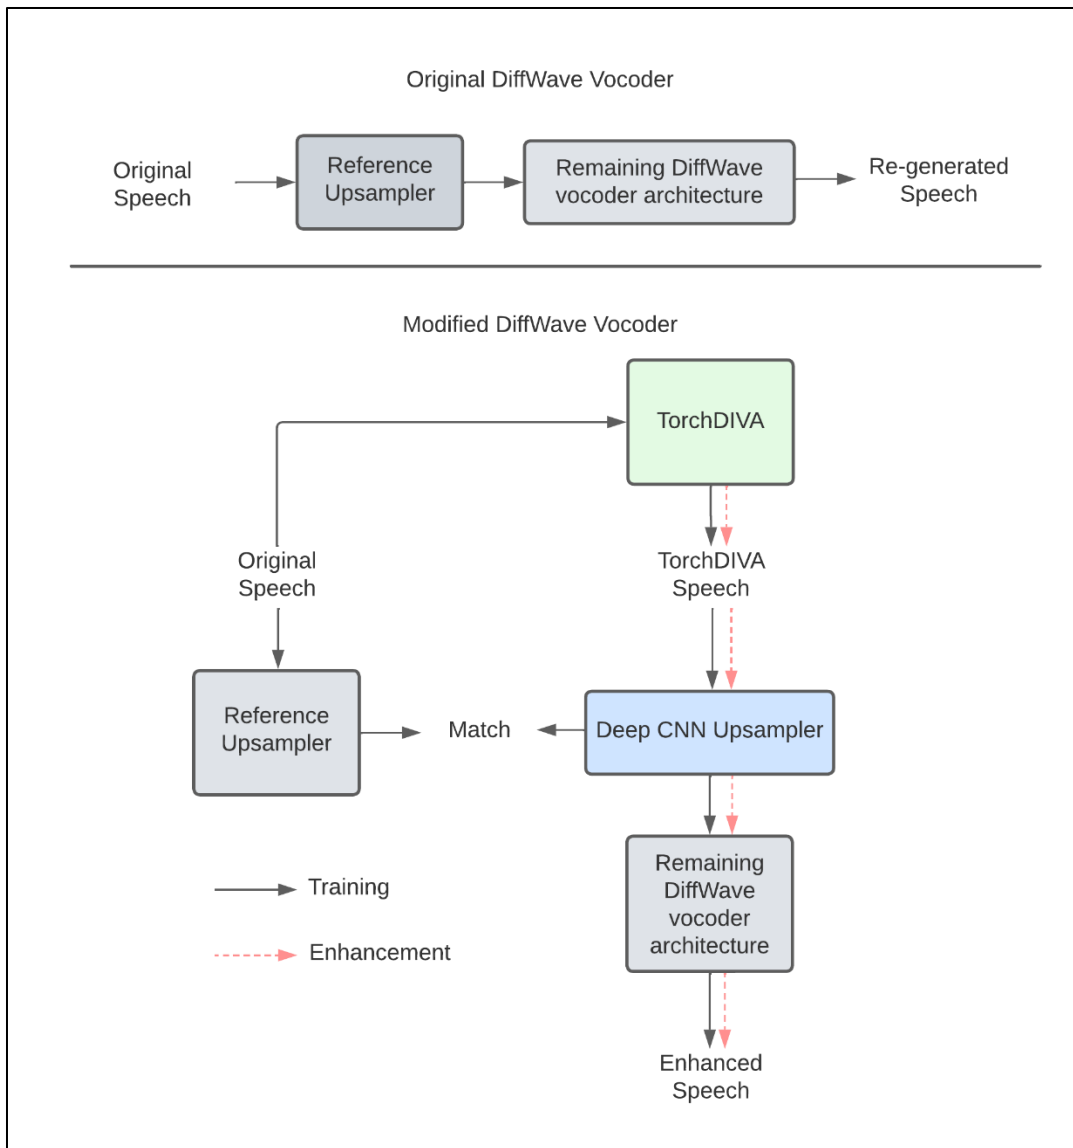 Original DiffWave Vocoder
Original
Speech
Reference
Upsampler
Remaining DiffWave
vocoder architecture
Re-generated
Speech
Modified DiffWave Vocoder
TorchDIVA
Original
Speech
TorchDIVA
Speech
Reference
Upsampler
Match
Deep CNN Upsampler
Remaining
DiffWave
vocoder
architecture
Training
Enhancement
Enhanced
Speech